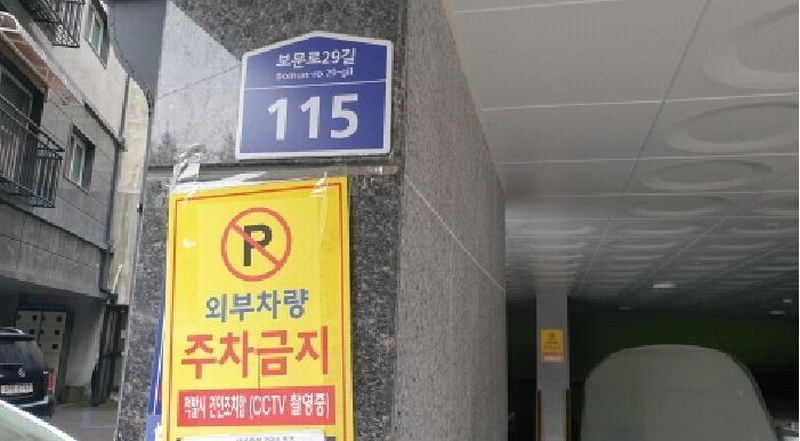 보문로29길
Bomun-ro 29-gil
115
P
외부차량
주차금지
적발시 견인조치함 (CCTV 촬영중)